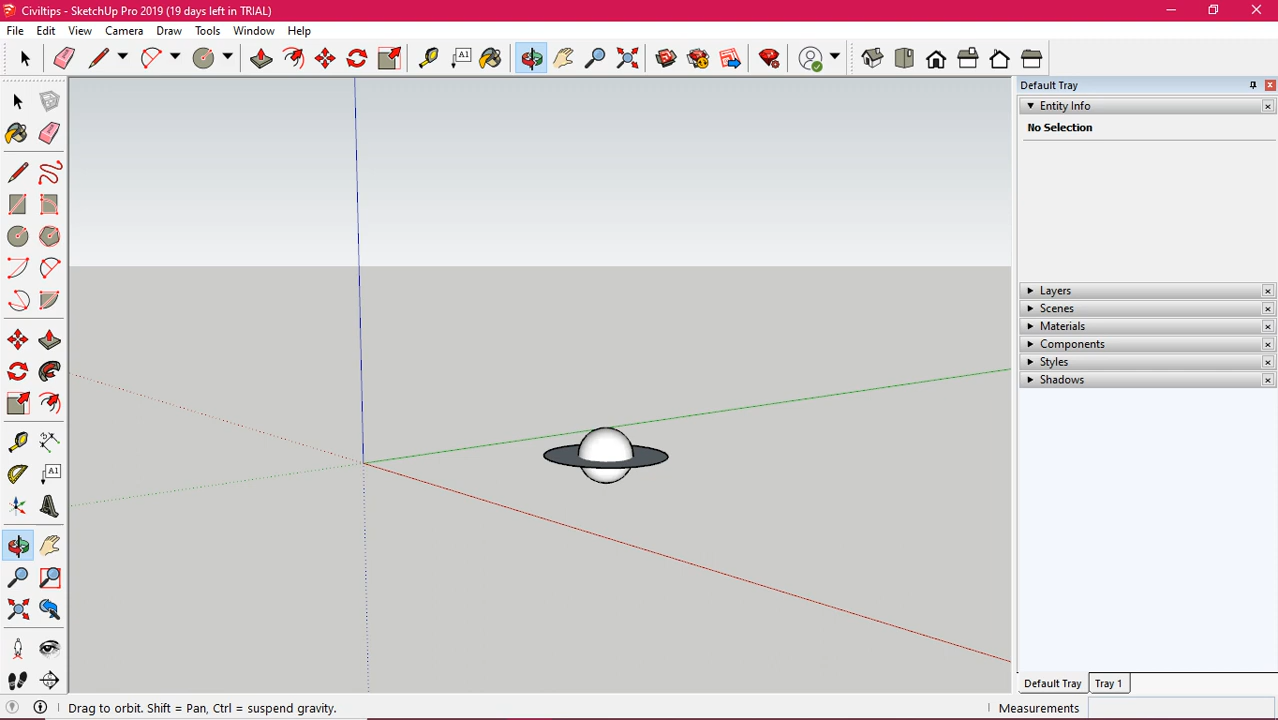 Civiltips - SketchUp Pro 2019 (19 days left in TRIAL)
File Edit View Camera Draw Tools Window Help
A1
Default Tray
Entity Info
No Selection
Layers
Scenes
Materials
Components
Styles
Shadows
A1
Default Tray Tray 1
Drag to orbit. Shift = Pan, Ctrl = suspend gravity.
Measurements